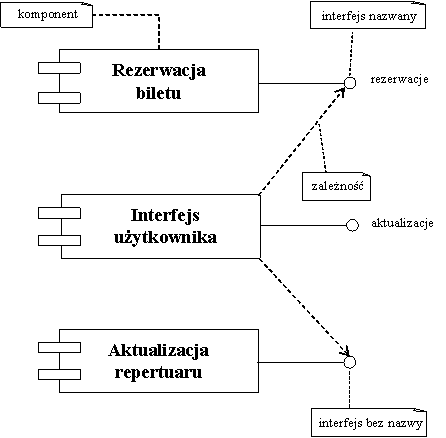 komponent
interfejs nazwany
Rezerwacja
biletu
rezerwacje
zależność
Interfejs
użytkownika
aktualizacje
Aktualizacja
repertuaru
interfejs bez nazwy